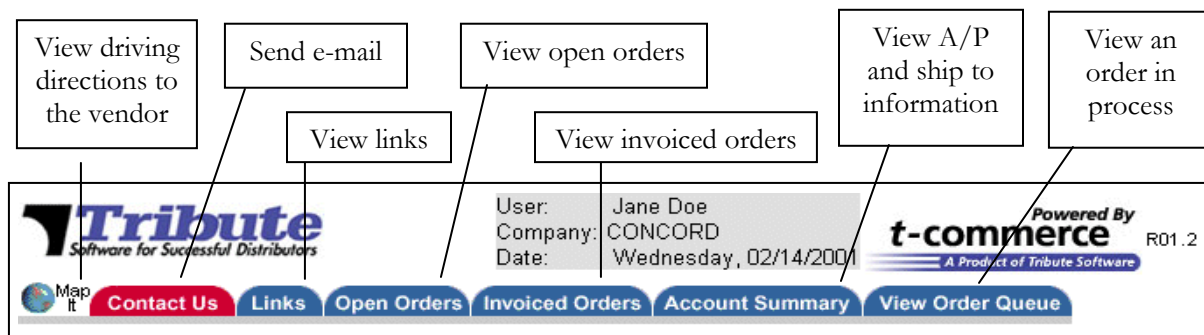 View driving
directions to
the vendor
Send e-mail
View open orders
View A/P
and ship to
information
View an
order in
process
View links
View invoiced orders
Tribute
Software for Successful Distributors
User: Jane Doe
Company: CONCORD
Date: Wednesday, 02/14/2001
Powered By
t-commerce
R01.2
A Product of Tribute Software
Map
It
Contact Us
Links
Open Orders
Invoiced Orders
Account Summary
View Order Queue